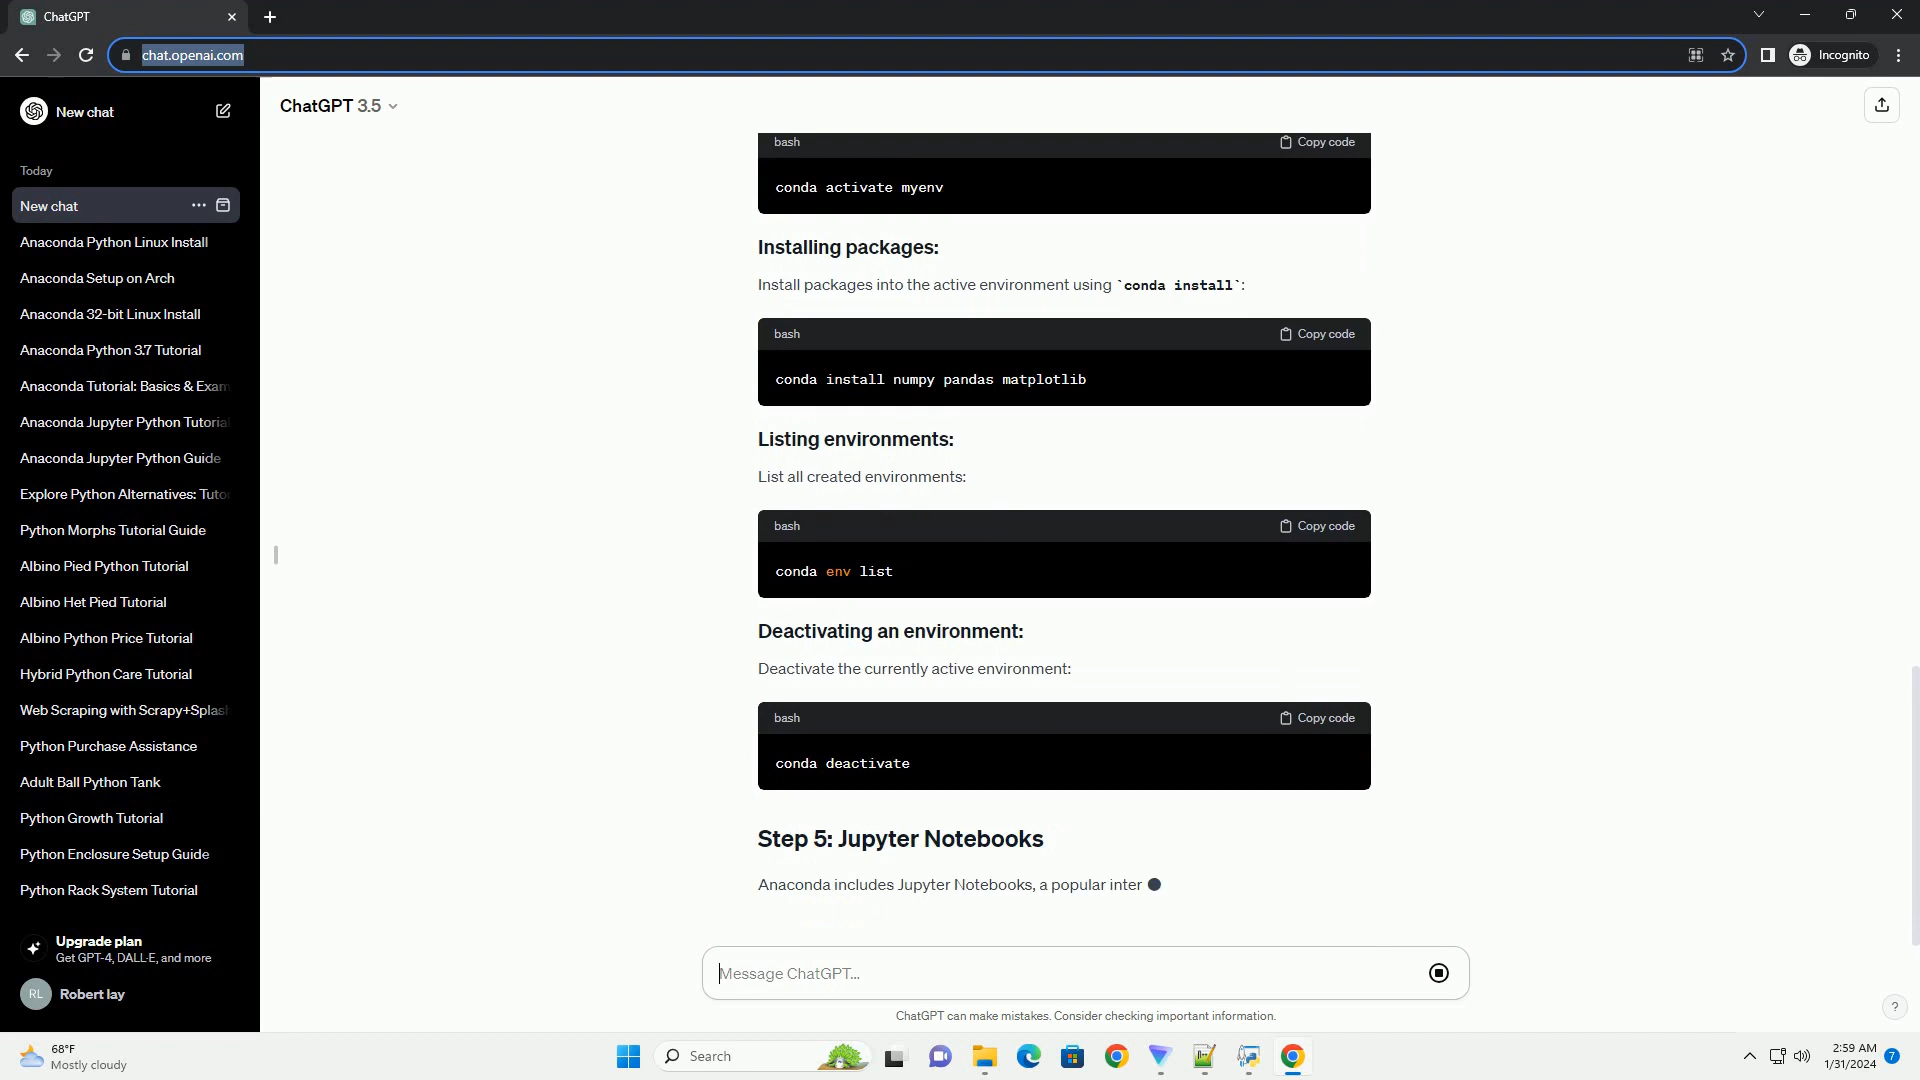 ChatGPT
chat.openai.com
Incognito
New chat
Today
New chat
Anaconda Python Linux Install
Anaconda Setup on Arch
Anaconda 32-bit Linux Install
Anaconda Python 3.7 Tutorial
Anaconda Tutorial: Basics & Exam
Anaconda Jupyter Python Tutorial
Anaconda Jupyter Python Guide
Explore Python Alternatives: Tuto
Python Morphs Tutorial Guide
Albino Pied Python Tutorial
Albino Het Pied Tutorial
Albino Python Price Tutorial
Hybrid Python Care Tutorial
Web Scraping with Scrapy+Splash
Python Purchase Assistance
Adult Ball Python Tank
Python Growth Tutorial
Python Enclosure Setup Guide
Python Rack System Tutorial
Upgrade plan
Get GPT-4, DALL·E, and more
RL Robert lay
ChatGPT 3.5
bash Copy code
conda activate myenv
Installing packages:
Install packages into the active environment using `conda install`:
bash Copy code
conda install numpy pandas matplotlib
Listing environments:
List all created environments:
bash Copy code
conda env list
Deactivating an environment:
Deactivate the currently active environment:
bash Copy code
conda deactivate
Step 5: Jupyter Notebooks
Anaconda includes Jupyter Notebooks, a popular inter
Message ChatGPT...
ChatGPT can make mistakes. Consider checking important information.
?
68°F
Mostly cloudy
Search
2:59 AM
1/31/2024
7